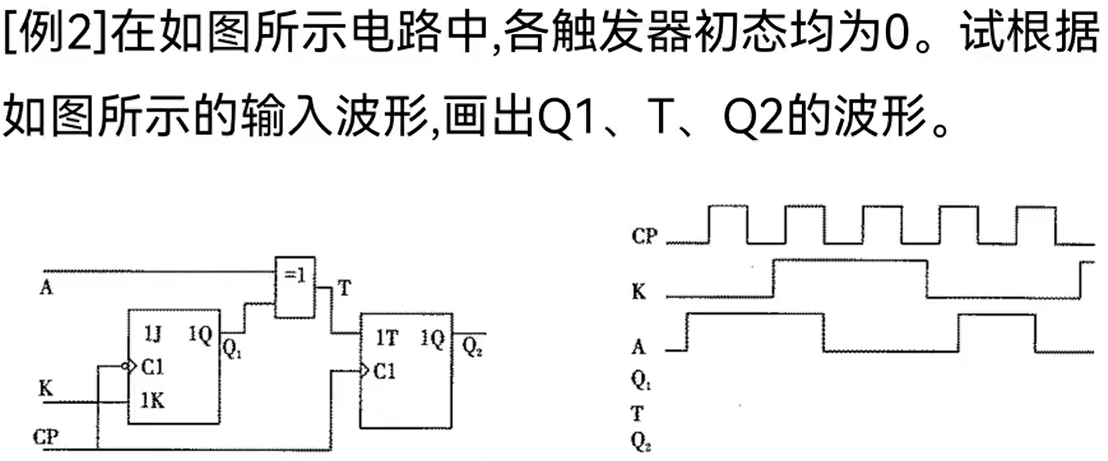 [例2]在如图所示电路中,各触发器初态均为0。试根据
如图所示的输入波形,画出Q1、T、Q2的波形。
A
=1
T
1J 1Q
Q₁
C1
K
1K
CP
1T 1Q
Q₂
C1
CP
K
A
Q₁
T
Q₂